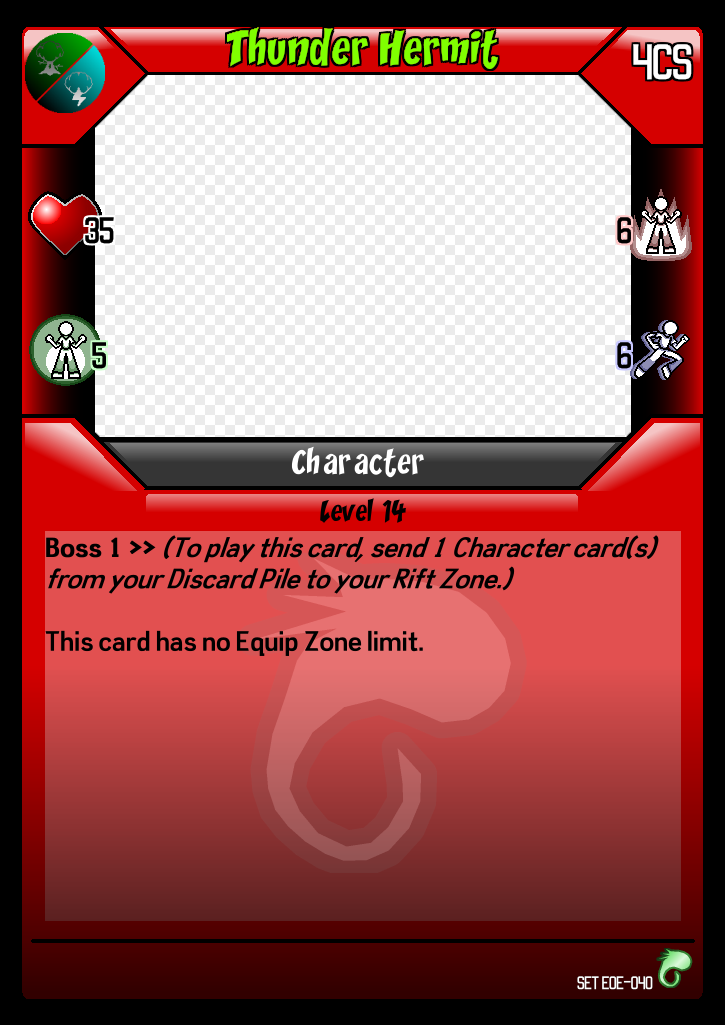 Thunder Hermit
4CS
35
6
5
6
Character
Level 14
Boss 1 >> (To play this card, send 1 Character card(s)
from your Discard Pile to your Rift Zone.)
This card has no Equip Zone limit.
SET EOE-040